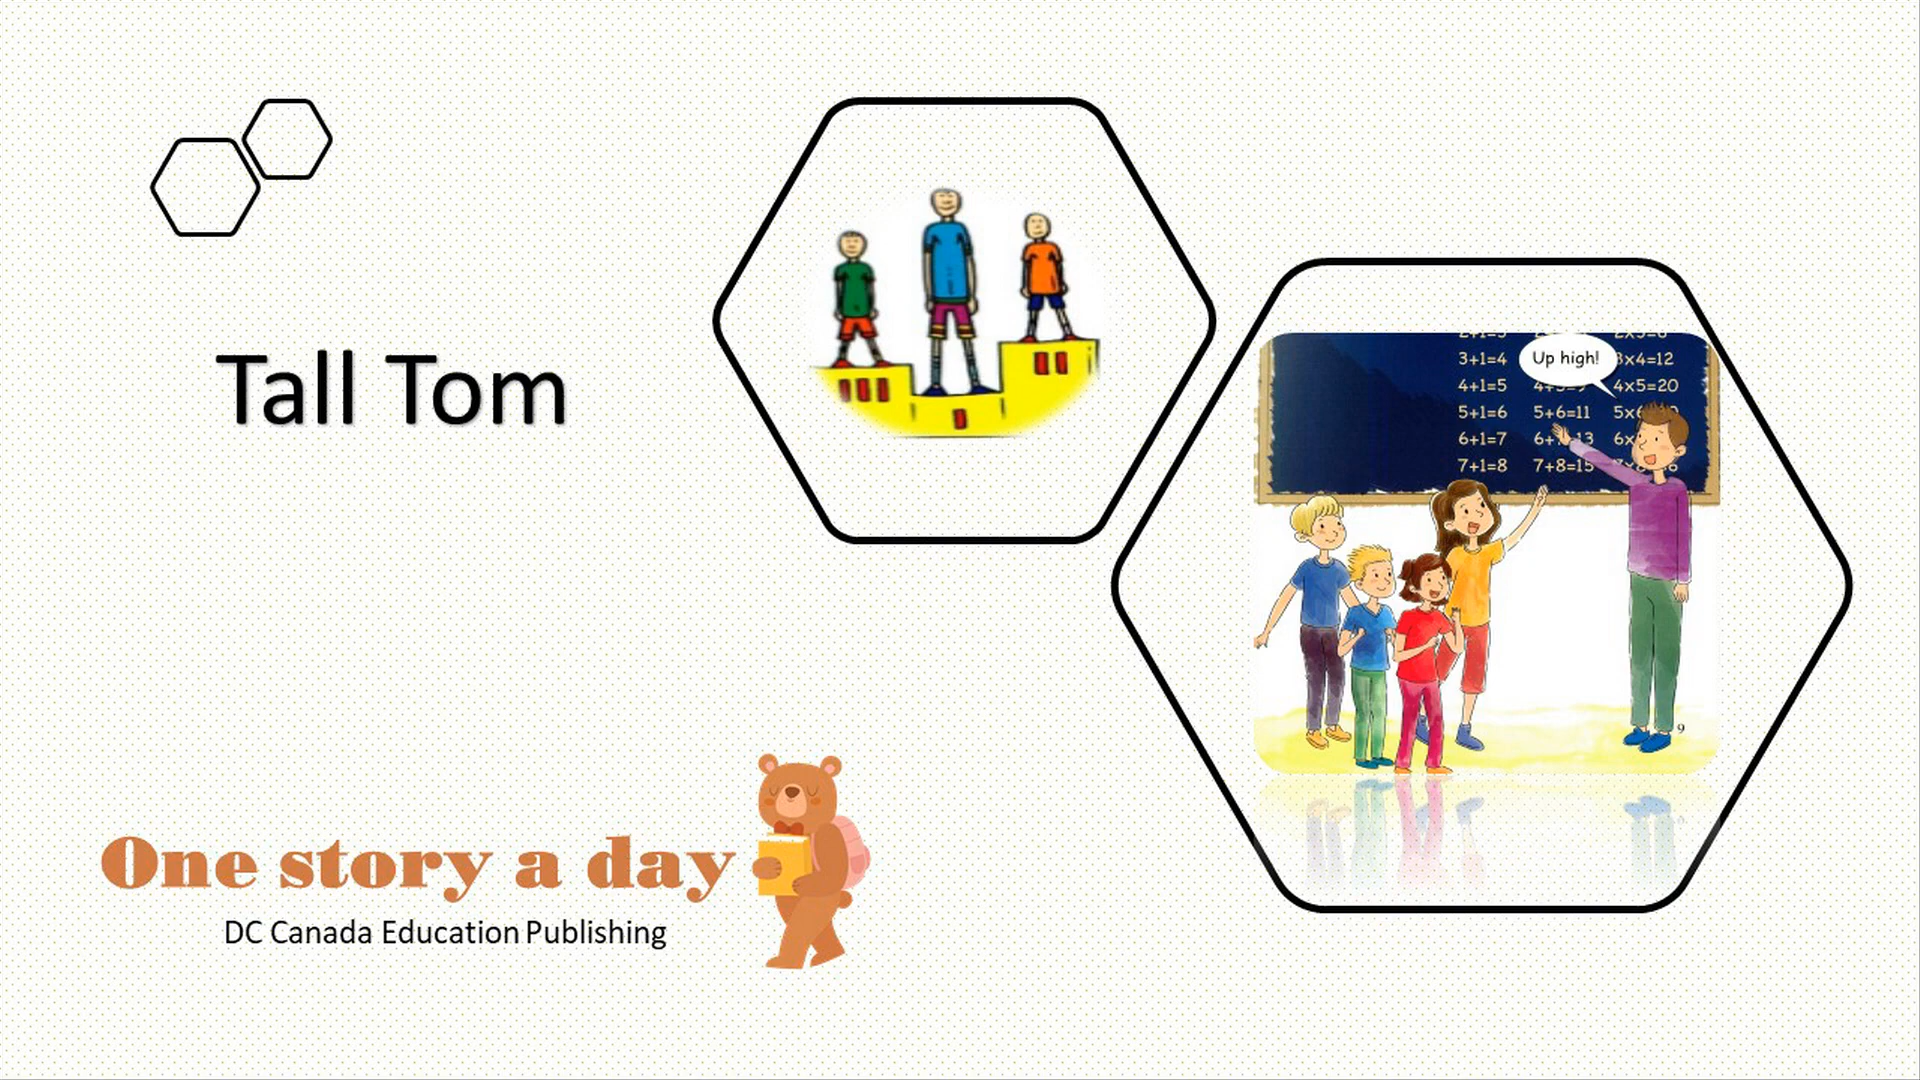 Tall Tom
3+1=4
4+1=5
5+1=6 5+6=11
6+1=7
7+1=8 7+8=15
Up high!
3x4=12
4x5=20
9
One story a day
DC Canada Education Publishing